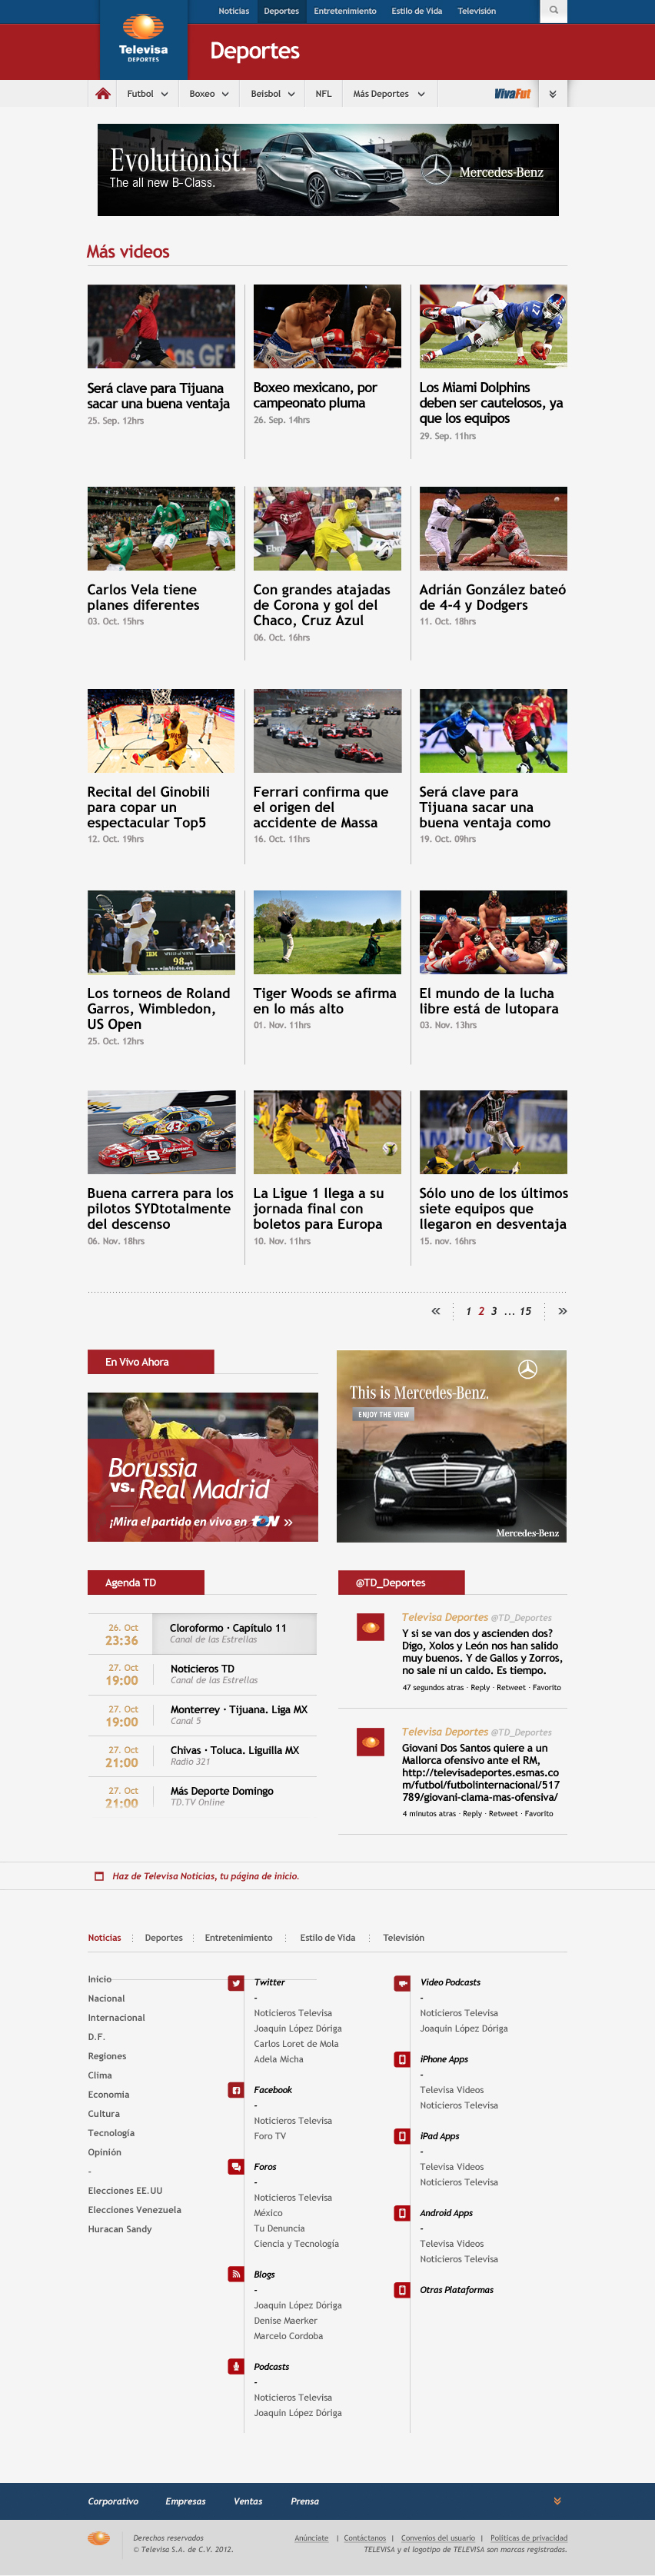 Noticias Deportes Entretenimiento Estilo de Vida Televisión
Televisa
DEPORTES
Deportes
Futbol Boxeo Beisbol NFL Más Deportes VivaFut
Evolutionist.
The all new B-Class.
Mercedes-Benz
Más videos
Será clave para Tijuana
sacar una buena ventaja
25. Sep. 12hrs
Boxeo mexicano, por
campeonato pluma
26. Sep. 14hrs
Los Miami Dolphins
deben ser cautelosos, ya
que los equipos
29. Sep. 11hrs
Carlos Vela tiene
planes diferentes
03. Oct. 15hrs
Con grandes atajadas
de Corona y gol del
Chaco, Cruz Azul
06. Oct. 16hrs
Adrián González bateó
de 4-4 y Dodgers
11. Oct. 18hrs
Recital del Ginobili
para copar un
espectacular Top5
12. Oct. 19hrs
Ferrari confirma que
el origen del
accidente de Massa
16. Oct. 11hrs
Será clave para
Tijuana sacar una
buena ventaja como
19. Oct. 09hrs
Los torneos de Roland
Garros, Wimbledon,
US Open
25. Oct. 12hrs
Tiger Woods se afirma
en lo más alto
01. Nov. 11hrs
El mundo de la lucha
libre está de lutopara
03. Nov. 13hrs
Buena carrera para los
pilotos SYDtotalmente
del descenso
06. Nov. 18hrs
La Ligue 1 llega a su
jornada final con
boletos para Europa
10. Nov. 11hrs
Sólo uno de los últimos
siete equipos que
llegaron en desventaja
15. nov. 16hrs
« 1 2 3 ... 15 »
En Vivo Ahora
Borussia
vs. Real Madrid
¡Mira el partido en vivo en tdn »
This is Mercedes-Benz.
ENJOY THE VIEW
Mercedes-Benz
Agenda TD
26. Oct
23:36
Cloroformo · Capítulo 11
Canal de las Estrellas
27. Oct
19:00
Noticieros TD
Canal de las Estrellas
27. Oct
19:00
Monterrey · Tijuana. Liga MX
Canal 5
27. Oct
21:00
Chivas · Toluca. Liguilla MX
Radio 321
27. Oct
21:00
Más Deporte Domingo
TD.TV Online
@TD_Deportes
Televisa Deportes @TD_Deportes
Y si se van dos y ascienden dos?
Digo, Xolos y León nos han salido
muy buenos. Y de Gallos y Zorros,
no sale ni un caldo. Es tiempo.
47 segundos atras · Reply · Retweet · Favorito
Televisa Deportes @TD_Deportes
Giovani Dos Santos quiere a un
Mallorca ofensivo ante el RM,
http://televisadeportes.esmas.co
m/futbol/futbolinternacional/517
789/giovani-clama-mas-ofensiva/
4 minutos atras · Reply · Retweet · Favorito
Haz de Televisa Noticias, tu página de inicio.
Noticias Deportes Entretenimiento Estilo de Vida Televisión
Inicio
Nacional
Internacional
D.F.
Regiones
Clima
Economia
Cultura
Tecnología
Opinión
-
Elecciones EE.UU
Elecciones Venezuela
Huracan Sandy
Twitter
-
Noticieros Televisa
Joaquin López Dóriga
Carlos Loret de Mola
Adela Micha
Facebook
-
Noticieros Televisa
Foro TV
Foros
-
Noticieros Televisa
México
Tu Denuncia
Ciencia y Tecnología
Blogs
-
Joaquin López Dóriga
Denise Maerker
Marcelo Cordoba
Podcasts
-
Noticieros Televisa
Joaquin López Dóriga
Video Podcasts
-
Noticieros Televisa
Joaquin López Dóriga
iPhone Apps
-
Televisa Videos
Noticieros Televisa
iPad Apps
-
Televisa Videos
Noticieros Televisa
Android Apps
-
Televisa Videos
Noticieros Televisa
Otras Plataformas
Corporativo Empresas Ventas Prensa
Derechos reservados
© Televisa S.A. de C.V. 2012.
Anúnciate | Contáctanos | Convenios del usuario | Políticas de privacidad
TELEVISA y el logotipo de TELEVISA son marcas registradas.